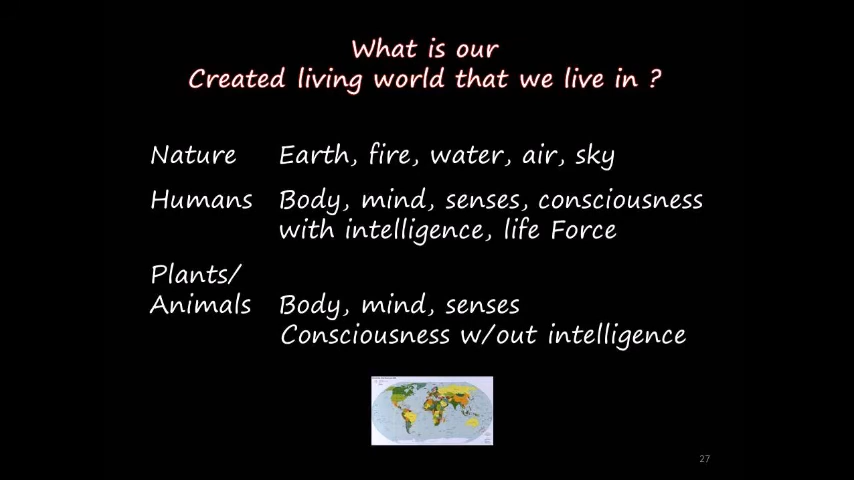 What is our
Created living world that we live in ?
Nature Earth, fire, water, air, sky
Humans Body, mind, senses, consciousness
with intelligence, life Force
Plants/
Animals Body, mind, senses
Consciousness w/out intelligence
27